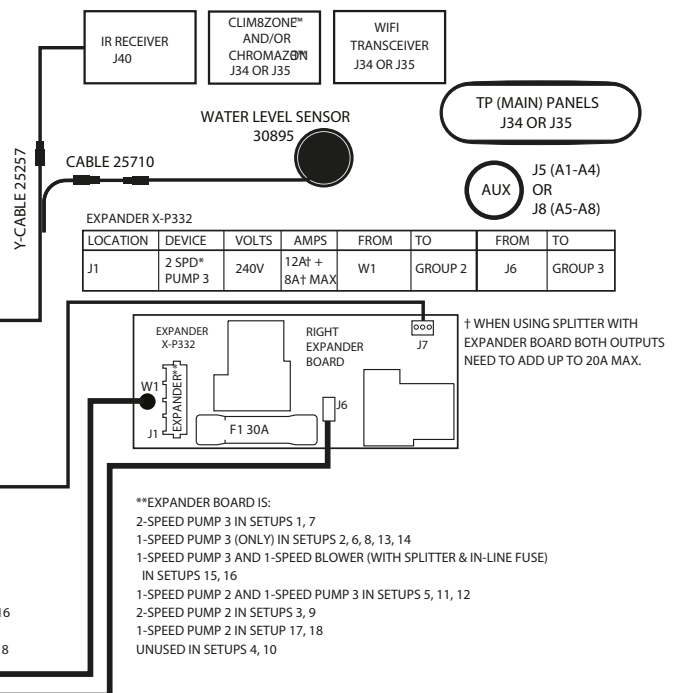 IR RECEIVER
J40
CLIM8ZONE™
AND/OR
CHROMAZON
J34 OR J35
WIFI
TRANSCEIVER
J34 OR J35
TP (MAIN) PANELS
J34 OR J35
WATER LEVEL SENSOR
30895
Y-CABLE 25257
CABLE 25710
AUX
J5 (A1-A4)
OR
J8 (A5-A8)
EXPANDER X-P332
LOCATION DEVICE VOLTS AMPS FROM TO FROM TO
J1 2 SPD* PUMP 3 240V 12A† + 8A† MAX W1 GROUP 2 J6 GROUP 3
EXPANDER
X-P332
RIGHT
EXPANDER
BOARD
J7
† WHEN USING SPLITTER WITH
EXPANDER BOARD BOTH OUTPUTS
NEED TO ADD UP TO 20A MAX.
W1
EXPANDER**
J1
F1 30A
J6
**EXPANDER BOARD IS:
2-SPEED PUMP 3 IN SETUPS 1, 7
1-SPEED PUMP 3 (ONLY) IN SETUPS 2, 6, 8, 13, 14
1-SPEED PUMP 3 AND 1-SPEED BLOWER (WITH SPLITTER & IN-LINE FUSE)
IN SETUPS 15, 16
1-SPEED PUMP 2 AND 1-SPEED PUMP 3 IN SETUPS 5, 11, 12
2-SPEED PUMP 2 IN SETUPS 3, 9
1-SPEED PUMP 2 IN SETUP 17, 18
UNUSED IN SETUPS 4, 10
16
8